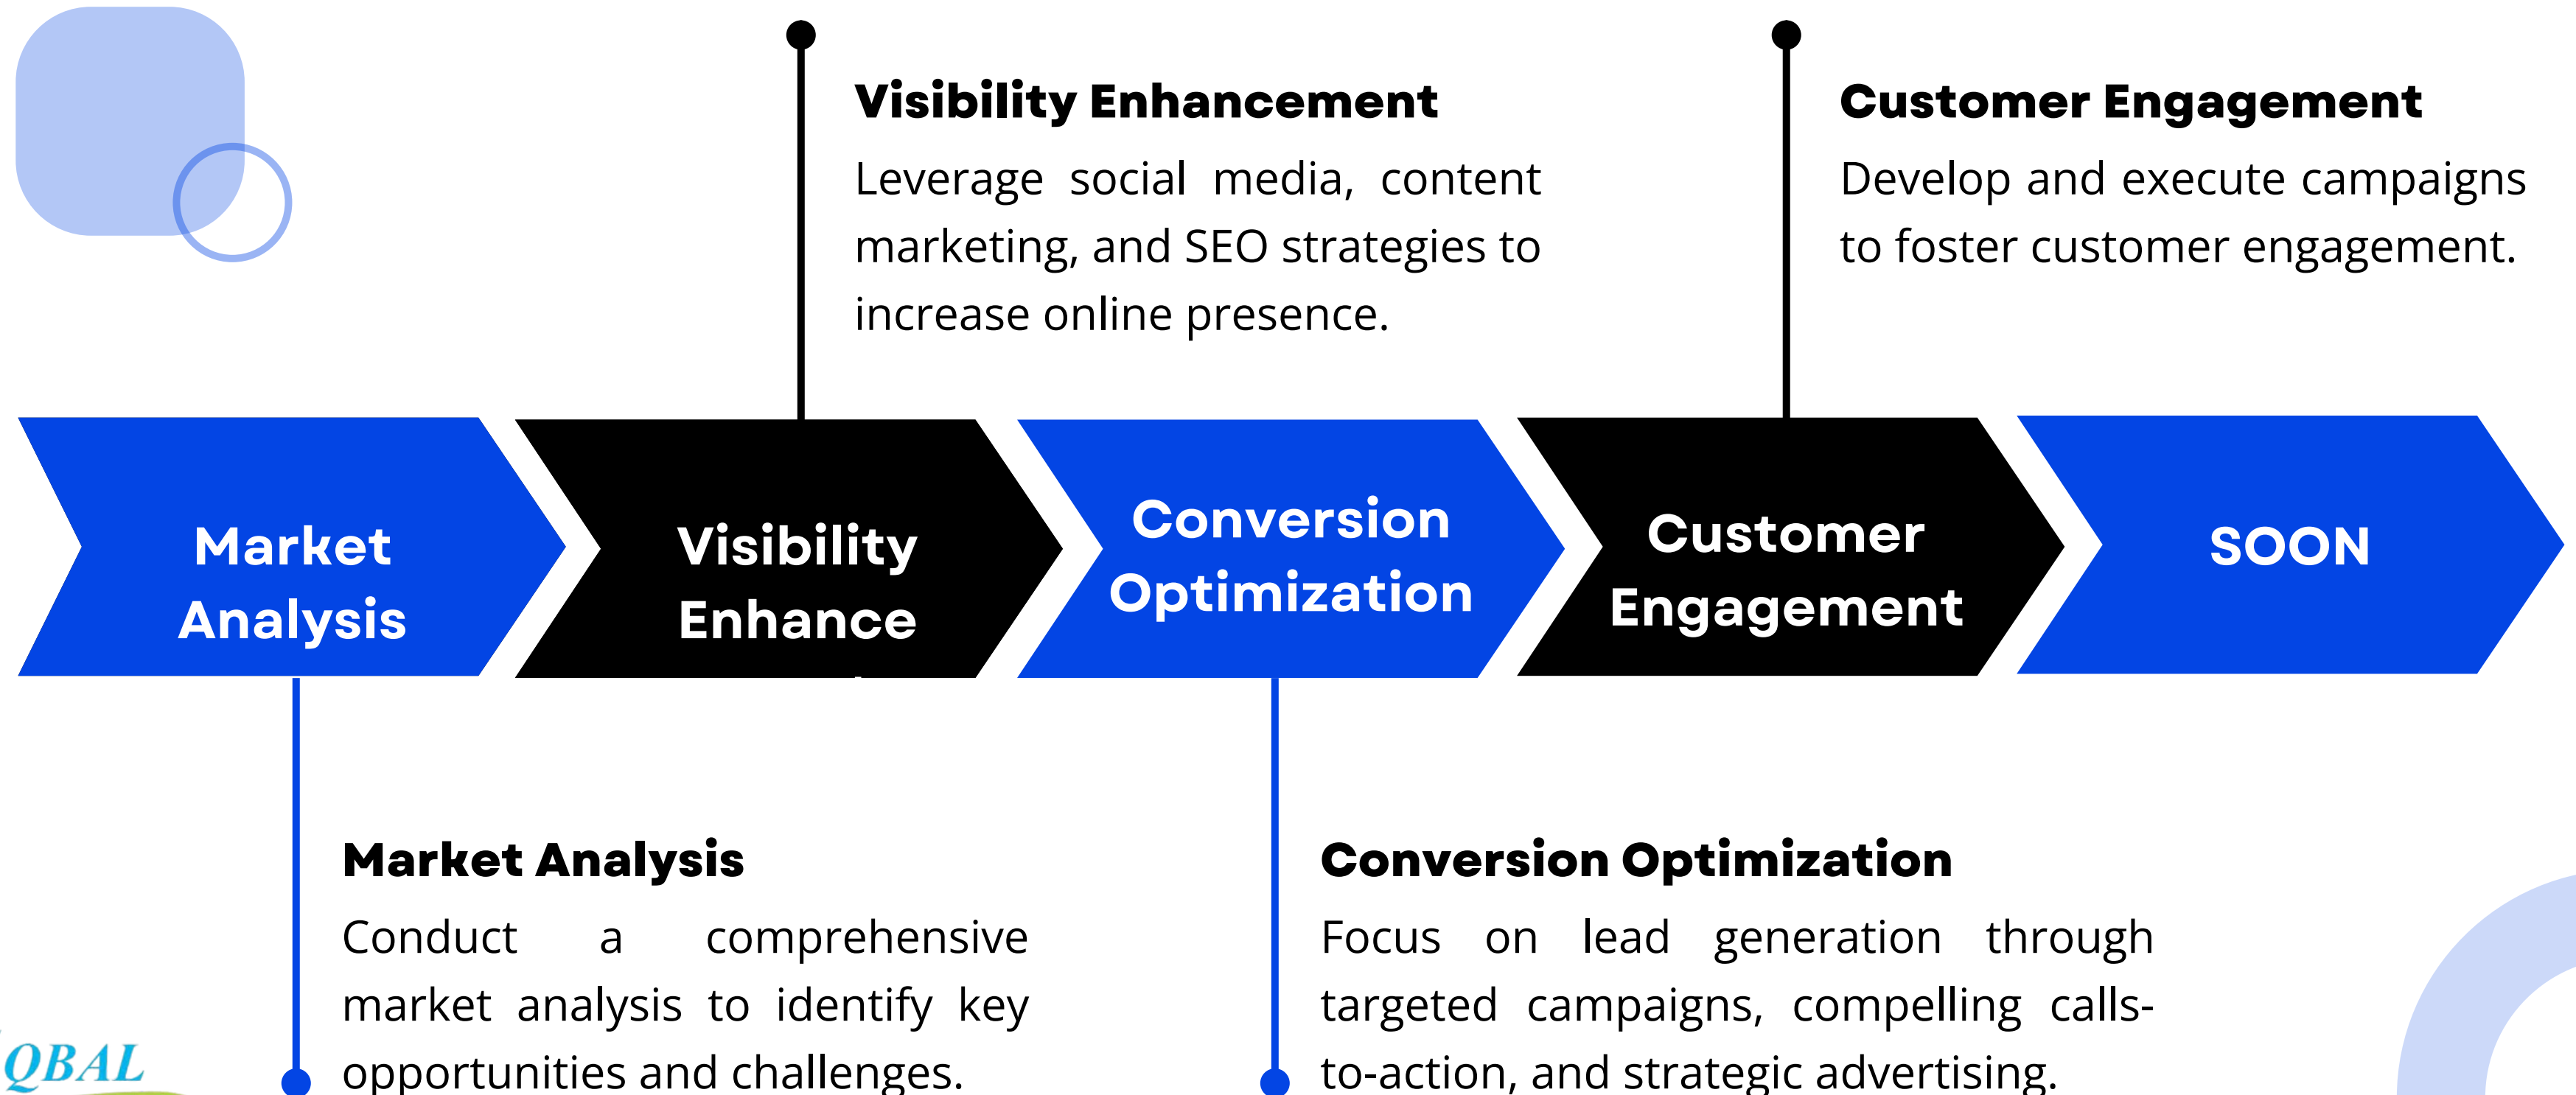 Visibility Enhancement
Leverage social media, content
marketing, and SEO strategies to
increase online presence.
Customer Engagement
Develop and execute campaigns
to foster customer engagement.
Market
Analysis
Visibility
Enhance
Conversion
Optimization
Customer
Engagement
SOON
Market Analysis
Conduct a comprehensive
market analysis to identify key
opportunities and challenges.
Conversion Optimization
Focus on lead generation through
targeted campaigns, compelling calls-
to-action, and strategic advertising.
QBAL